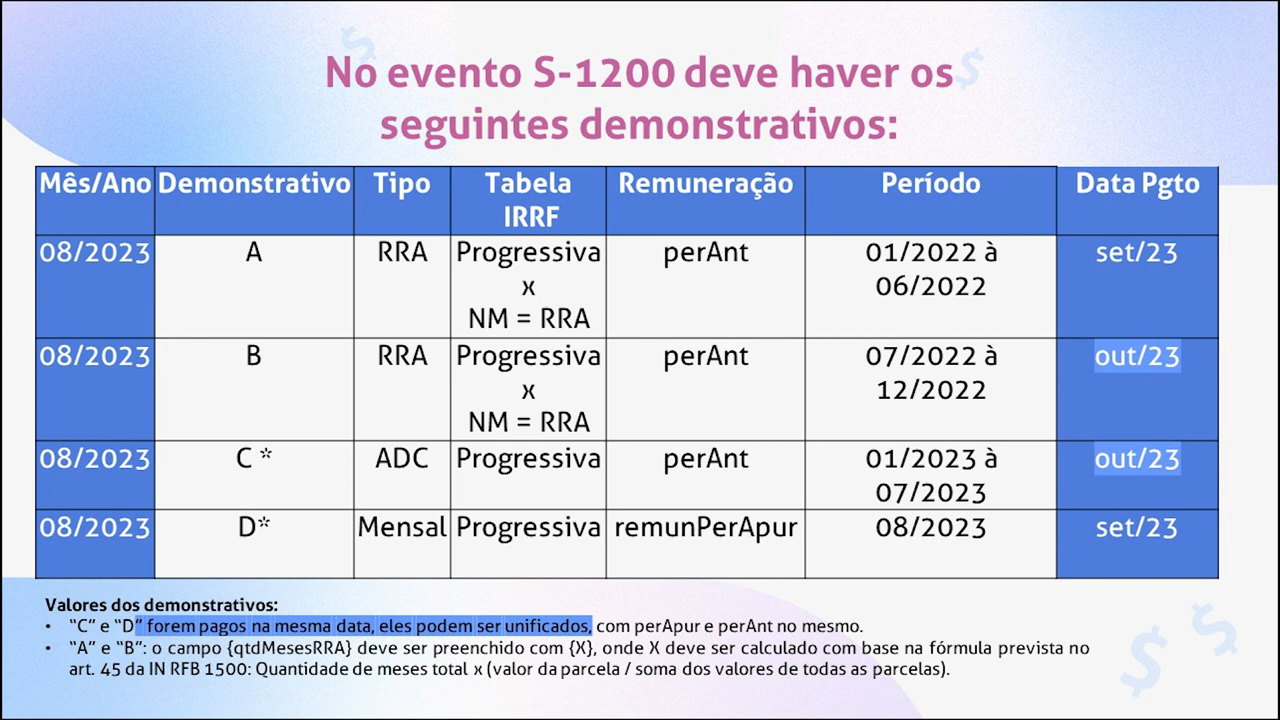 No evento S-1200 deve haver os
seguintes demonstrativos:
Mês/Ano Demonstrativo Tipo Tabela IRRF Remuneração Período Data Pgto
08/2023 A RRA Progressiva x NM = RRA perAnt 01/2022 à 06/2022 set/23
08/2023 B RRA Progressiva x NM = RRA perAnt 07/2022 à 12/2022 out/23
08/2023 C * ADC Progressiva perAnt 01/2023 à 07/2023 out/23
08/2023 D* Mensal Progressiva remunPerApur 08/2023 set/23
Valores dos demonstrativos:
• “C” e “D” forem pagos na mesma data, eles podem ser unificados, com perApur e perAnt no mesmo.
• “A” e “B”: o campo {qtdMesesRRA} deve ser preenchido com {X}, onde X deve ser calculado com base na fórmula prevista no
art. 45 da IN RFB 1500: Quantidade de meses total x (valor da parcela / soma dos valores de todas as parcelas).